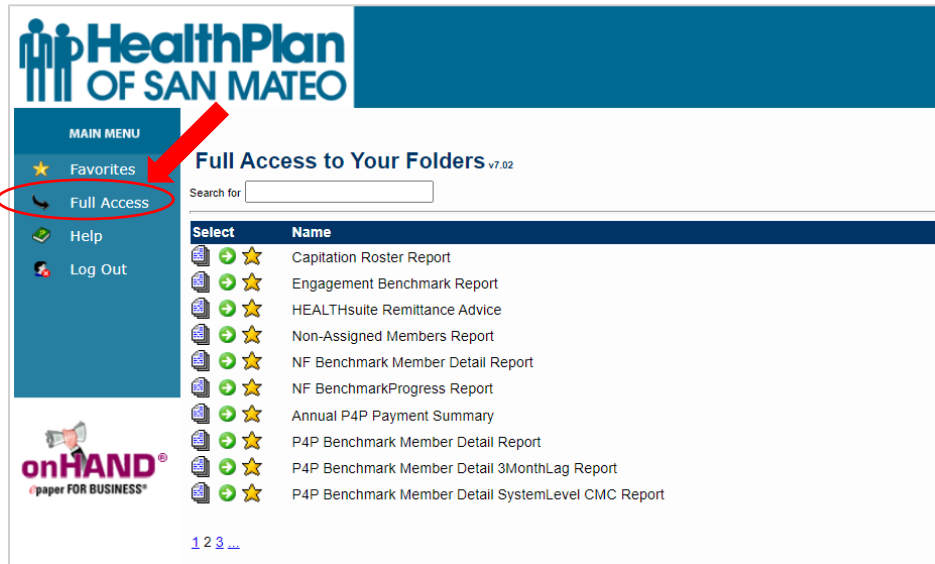 HealthPlan
OF SAN MATEO
MAIN MENU
Favorites
Full Access
Help
Log Out
onHAND®
epaper FOR BUSINESS®
Full Access to Your Folders v7.02
Search for
Select Name
Capitation Roster Report
Engagement Benchmark Report
HEALTHsuite Remittance Advice
Non-Assigned Members Report
NF Benchmark Member Detail Report
NF BenchmarkProgress Report
Annual P4P Payment Summary
P4P Benchmark Member Detail Report
P4P Benchmark Member Detail 3MonthLag Report
P4P Benchmark Member Detail SystemLevel CMC Report
1 2 3 ...